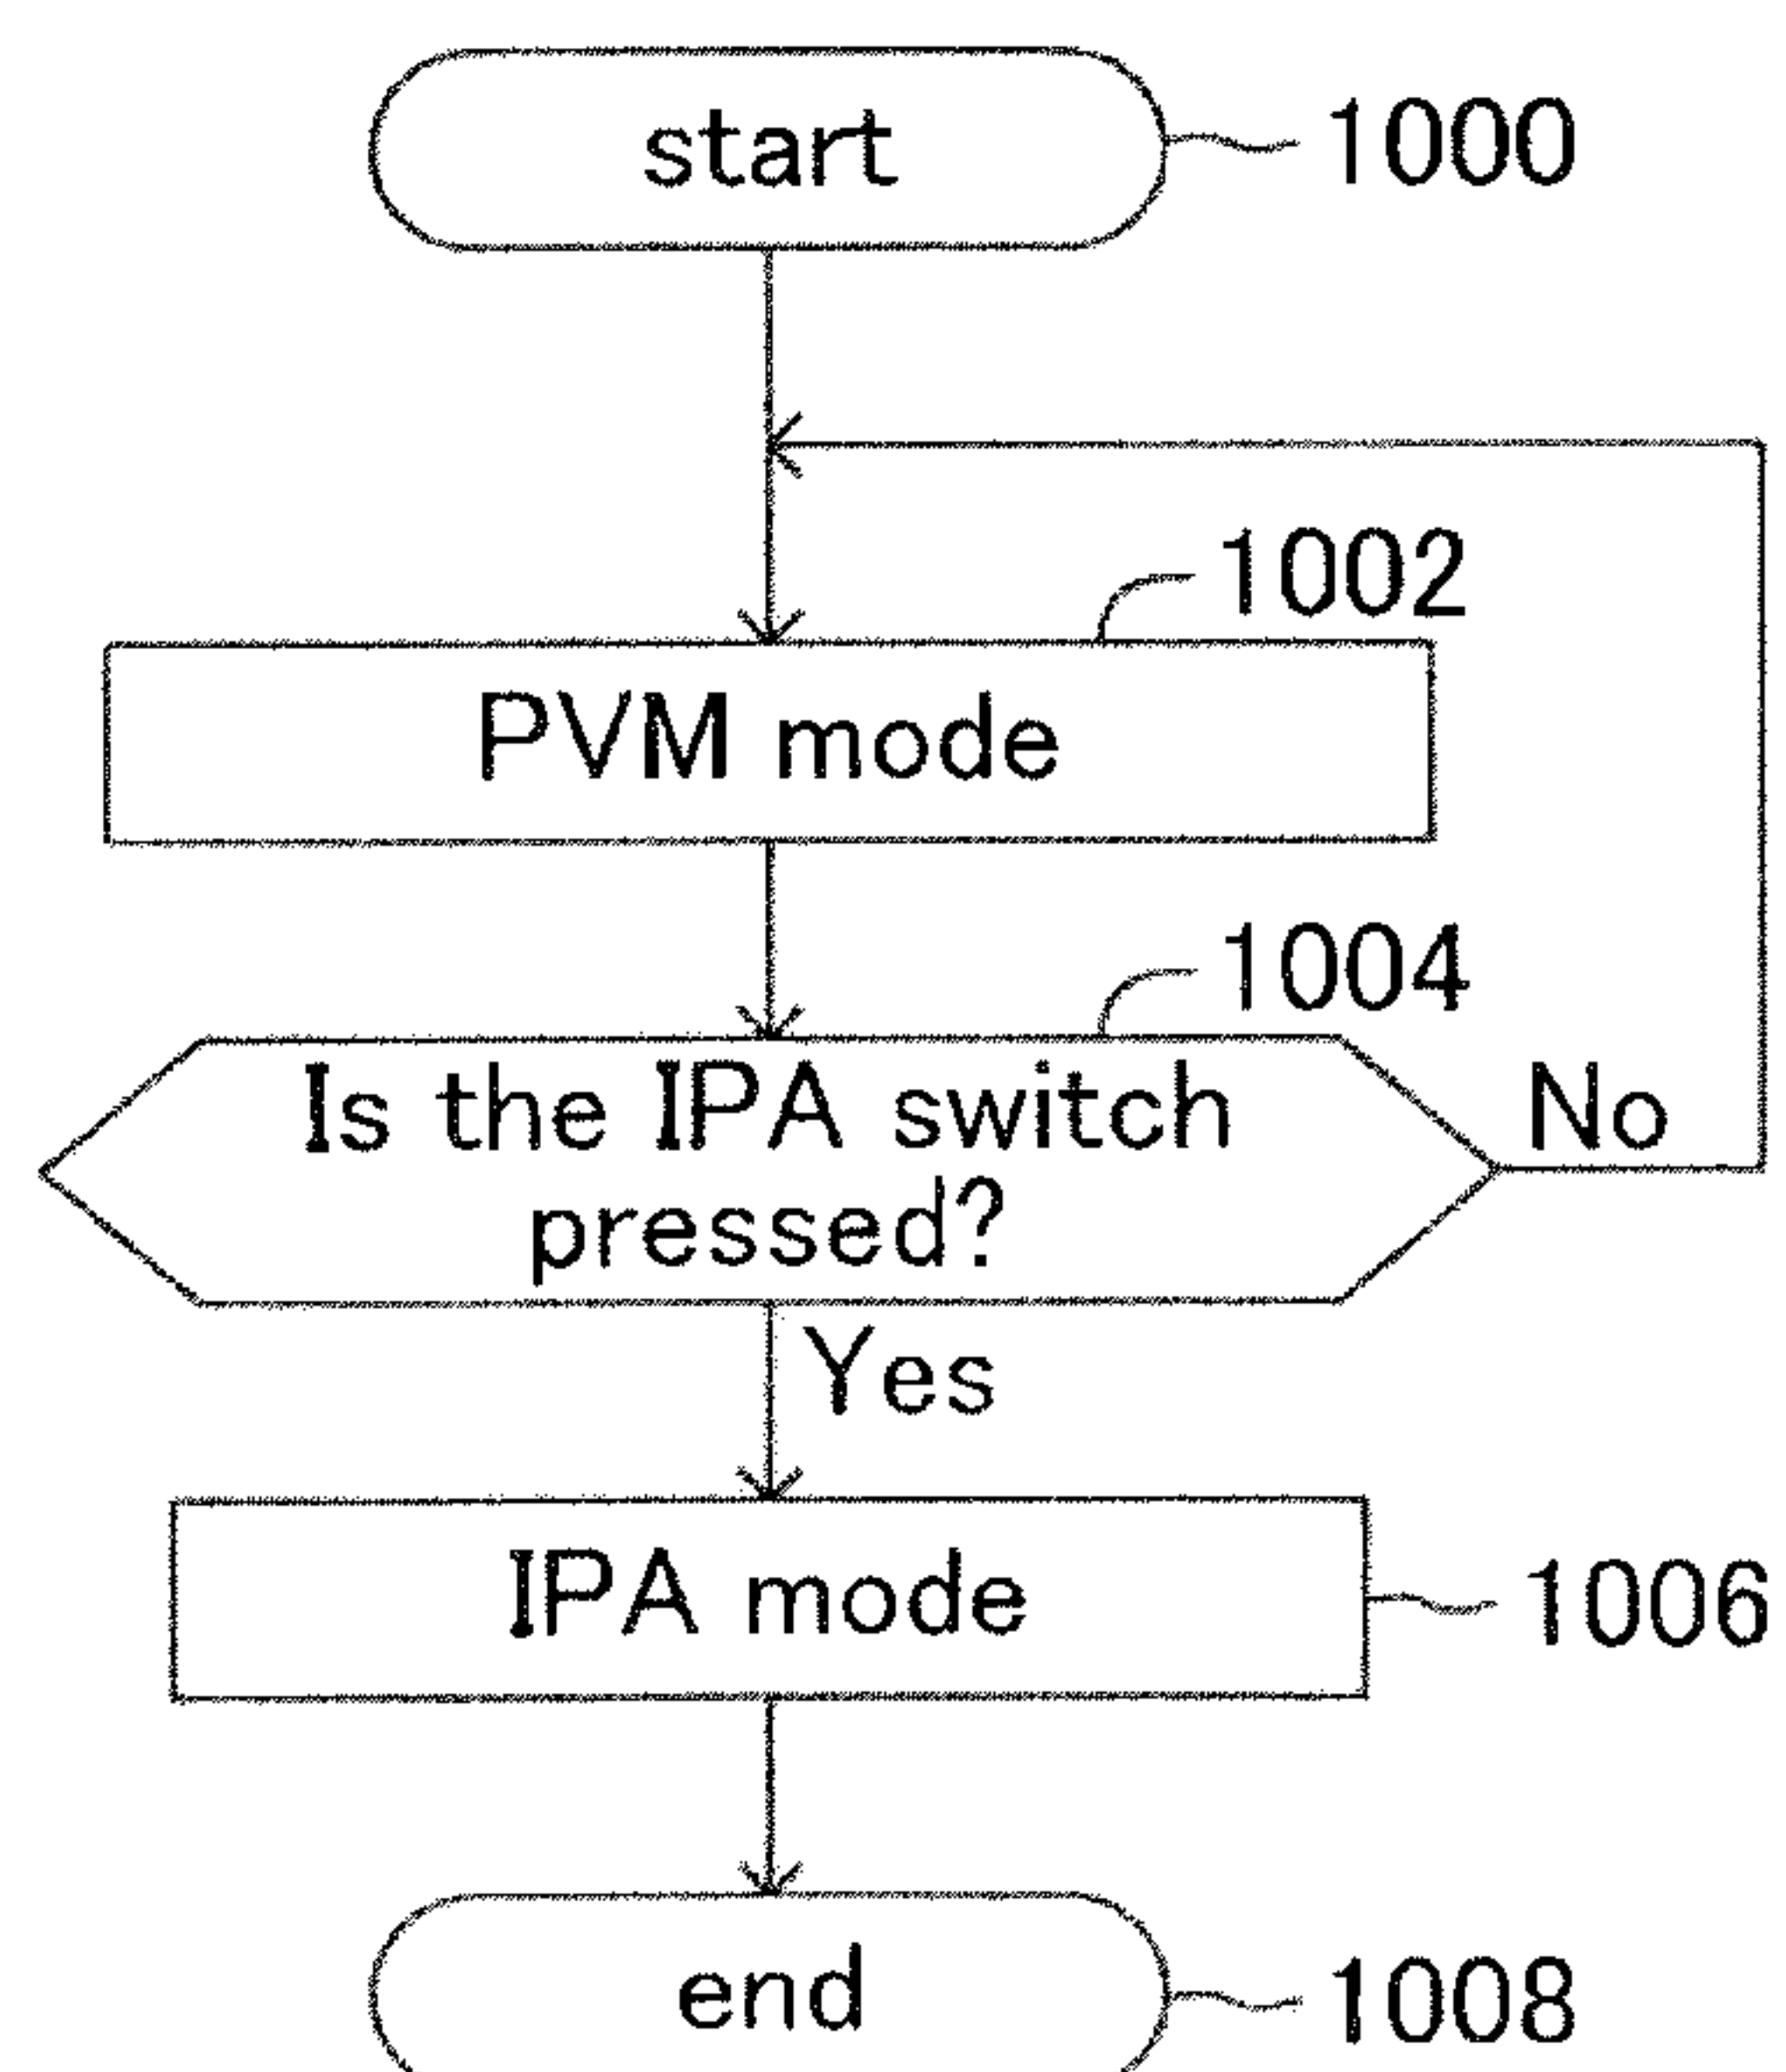 start
1000
1002
PVM mode
1004
Is the IPA switch
pressed?
No
Yes
IPA mode
1006
end
1008